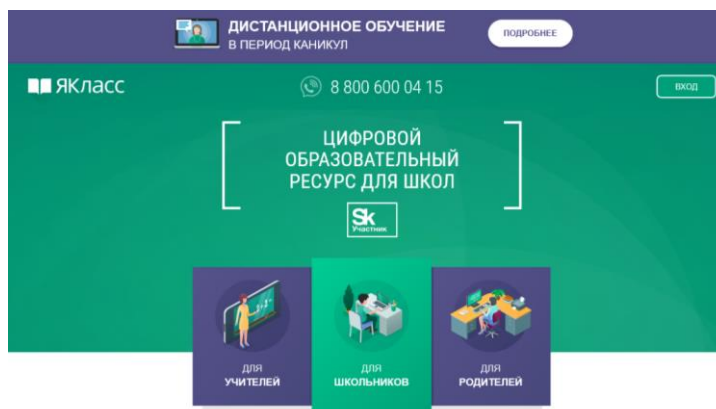 ДИСТАНЦИОННОЕ ОБУЧЕНИЕ
В ПЕРИОД КАНИКУЛ
ПОДРОБНЕЕ
ЯКласс
8 800 600 04 15
ВХОД
ЦИФРОВОЙ
ОБРАЗОВАТЕЛЬНЫЙ
РЕСУРС ДЛЯ ШКОЛ
Sk
Участник
ДЛЯ
УЧИТЕЛЕЙ
ДЛЯ
ШКОЛЬНИКОВ
ДЛЯ
РОДИТЕЛЕЙ